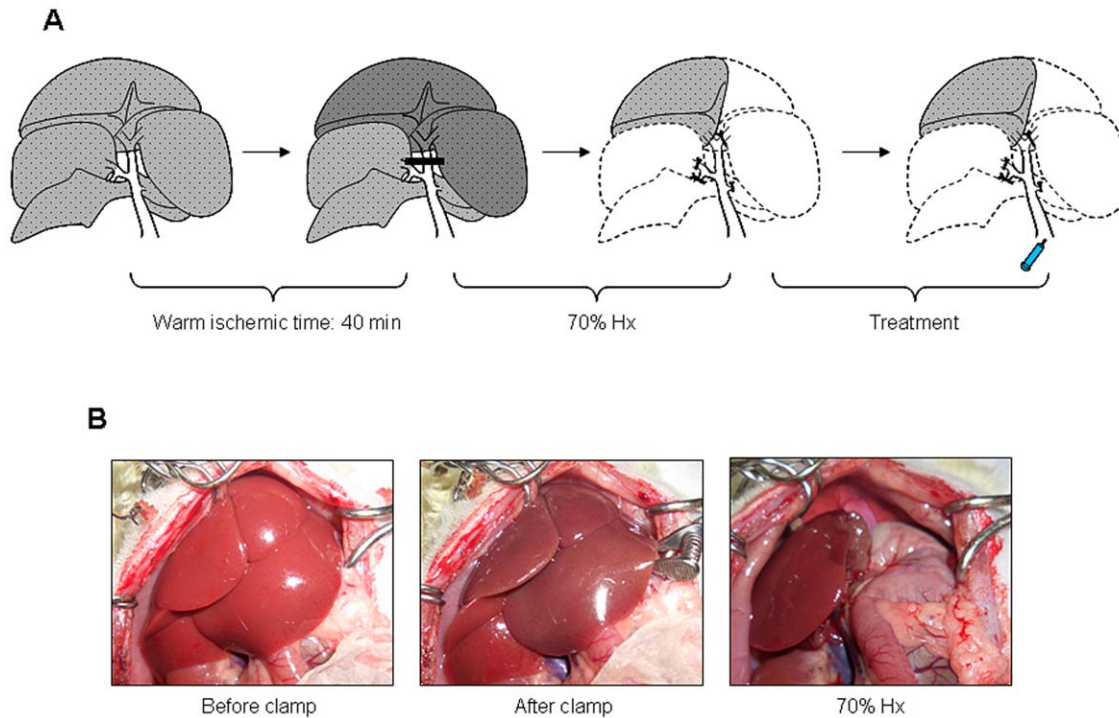 A
Warm ischemic time: 40 min
70% Hx
Treatment
B
Before clamp
After clamp
70% Hx